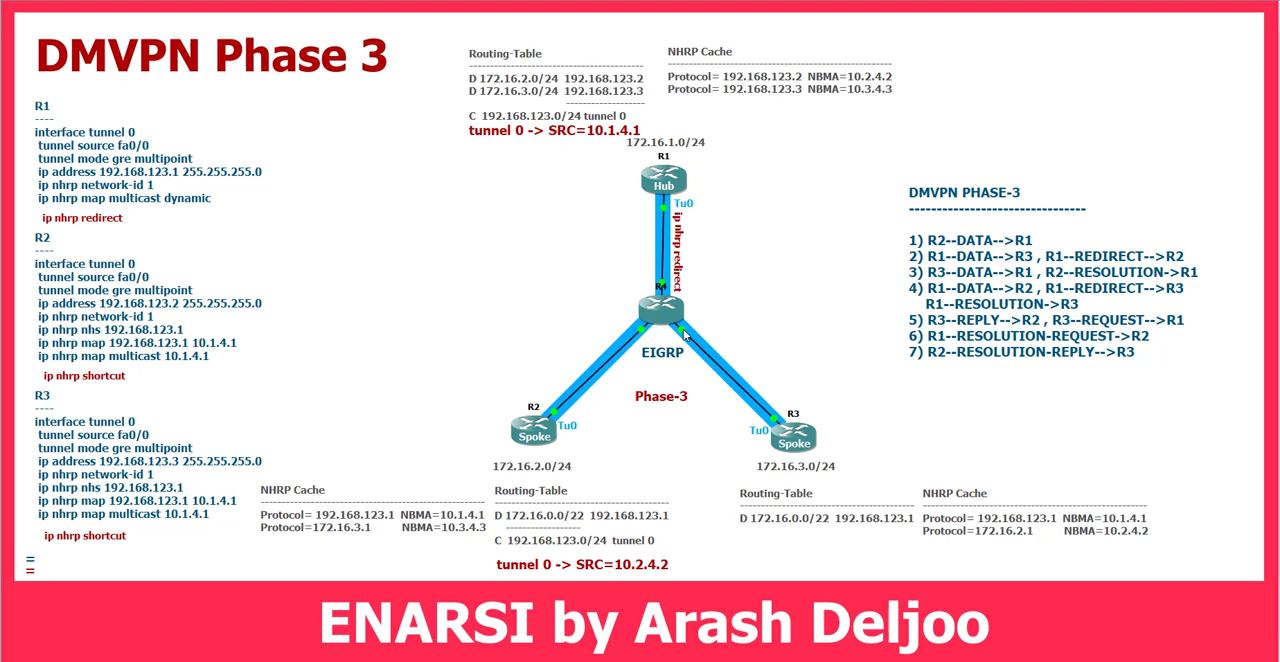 DMVPN Phase 3
R1
----
interface tunnel 0
tunnel source fa0/0
tunnel mode gre multipoint
ip address 192.168.123.1 255.255.255.0
ip nhrp network-id 1
ip nhrp map multicast dynamic
ip nhrp redirect
R2
----
interface tunnel 0
tunnel source fa0/0
tunnel mode gre multipoint
ip address 192.168.123.2 255.255.255.0
ip nhrp network-id 1
ip nhrp nhs 192.168.123.1
ip nhrp map 192.168.123.1 10.1.4.1
ip nhrp map multicast 10.1.4.1
ip nhrp shortcut
R3
----
interface tunnel 0
tunnel source fa0/0
tunnel mode gre multipoint
ip address 192.168.123.3 255.255.255.0
ip nhrp network-id 1
ip nhrp nhs 192.168.123.1
ip nhrp map 192.168.123.1 10.1.4.1
ip nhrp map multicast 10.1.4.1
ip nhrp shortcut
=
=
Routing-Table
D 172.16.2.0/24 192.168.123.2
D 172.16.3.0/24 192.168.123.3
C 192.168.123.0/24 tunnel 0
tunnel 0 -> SRC=10.1.4.1
NHRP Cache
Protocol= 192.168.123.2 NBMA=10.2.4.2
Protocol= 192.168.123.3 NBMA=10.3.4.3
172.16.1.0/24
R1
Hub
Tu0
ip nhrp redirect
R4
EIGRP
Phase-3
R2
Spoke
Tu0
172.16.2.0/24
R3
Spoke
Tu0
172.16.3.0/24
DMVPN PHASE-3
-------------------------------
1) R2--DATA-->R1
2) R1--DATA-->R3 , R1--REDIRECT-->R2
3) R3--DATA->R1 , R2--RESOLUTION->R1
4) R1--DATA->R2 , R1--REDIRECT-->R3
R1--RESOLUTION->R3
5) R3--REPLY-->R2 , R3--REQUEST-->R1
6) R1--RESOLUTION-REQUEST->R2
7) R2--RESOLUTION-REPLY-->R3
NHRP Cache
Protocol= 192.168.123.1 NBMA=10.1.4.1
Protocol=172.16.3.1 NBMA=10.3.4.3
Routing-Table
D 172.16.0.0/22 192.168.123.1
C 192.168.123.0/24 tunnel 0
tunnel 0 -> SRC=10.2.4.2
Routing-Table
D 172.16.0.0/22 192.168.123.1
NHRP Cache
Protocol= 192.168.123.1 NBMA=10.1.4.1
Protocol=172.16.2.1 NBMA=10.2.4.2
ENARSI by Arash Deljoo